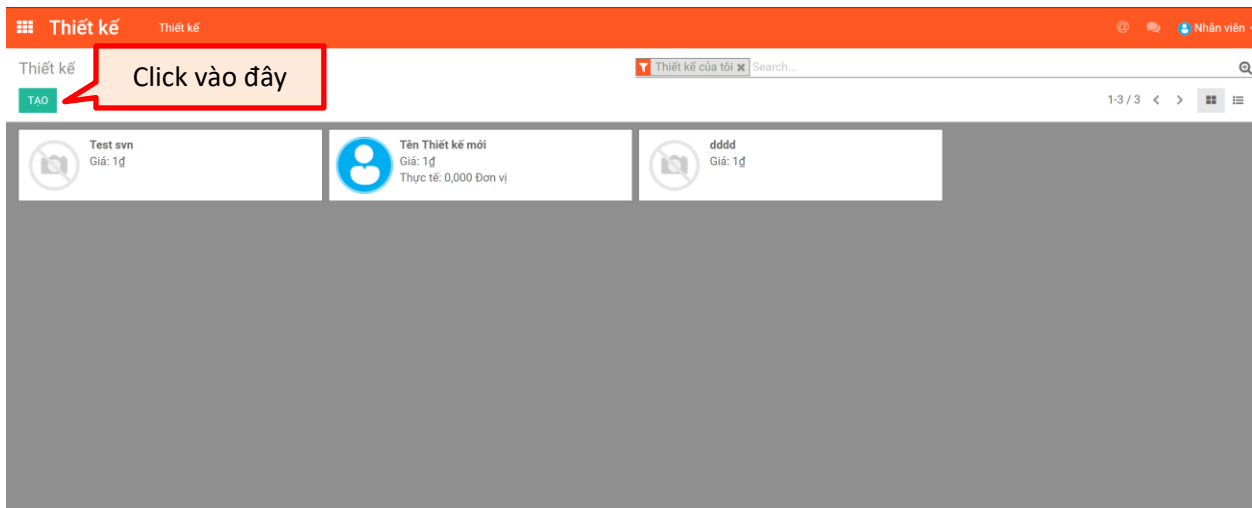 Thiết kế
Thiết kế
@
Nhân viên
Thiết kế
Click vào đây
Thiết kế của tôi ✖ Search...
TẠO
1-3 / 3 < >
Test svn
Giá: 1₫
Tên Thiết kế mới
Giá: 1₫
Thực tế: 0,000 Đơn vị
dddd
Giá: 1₫